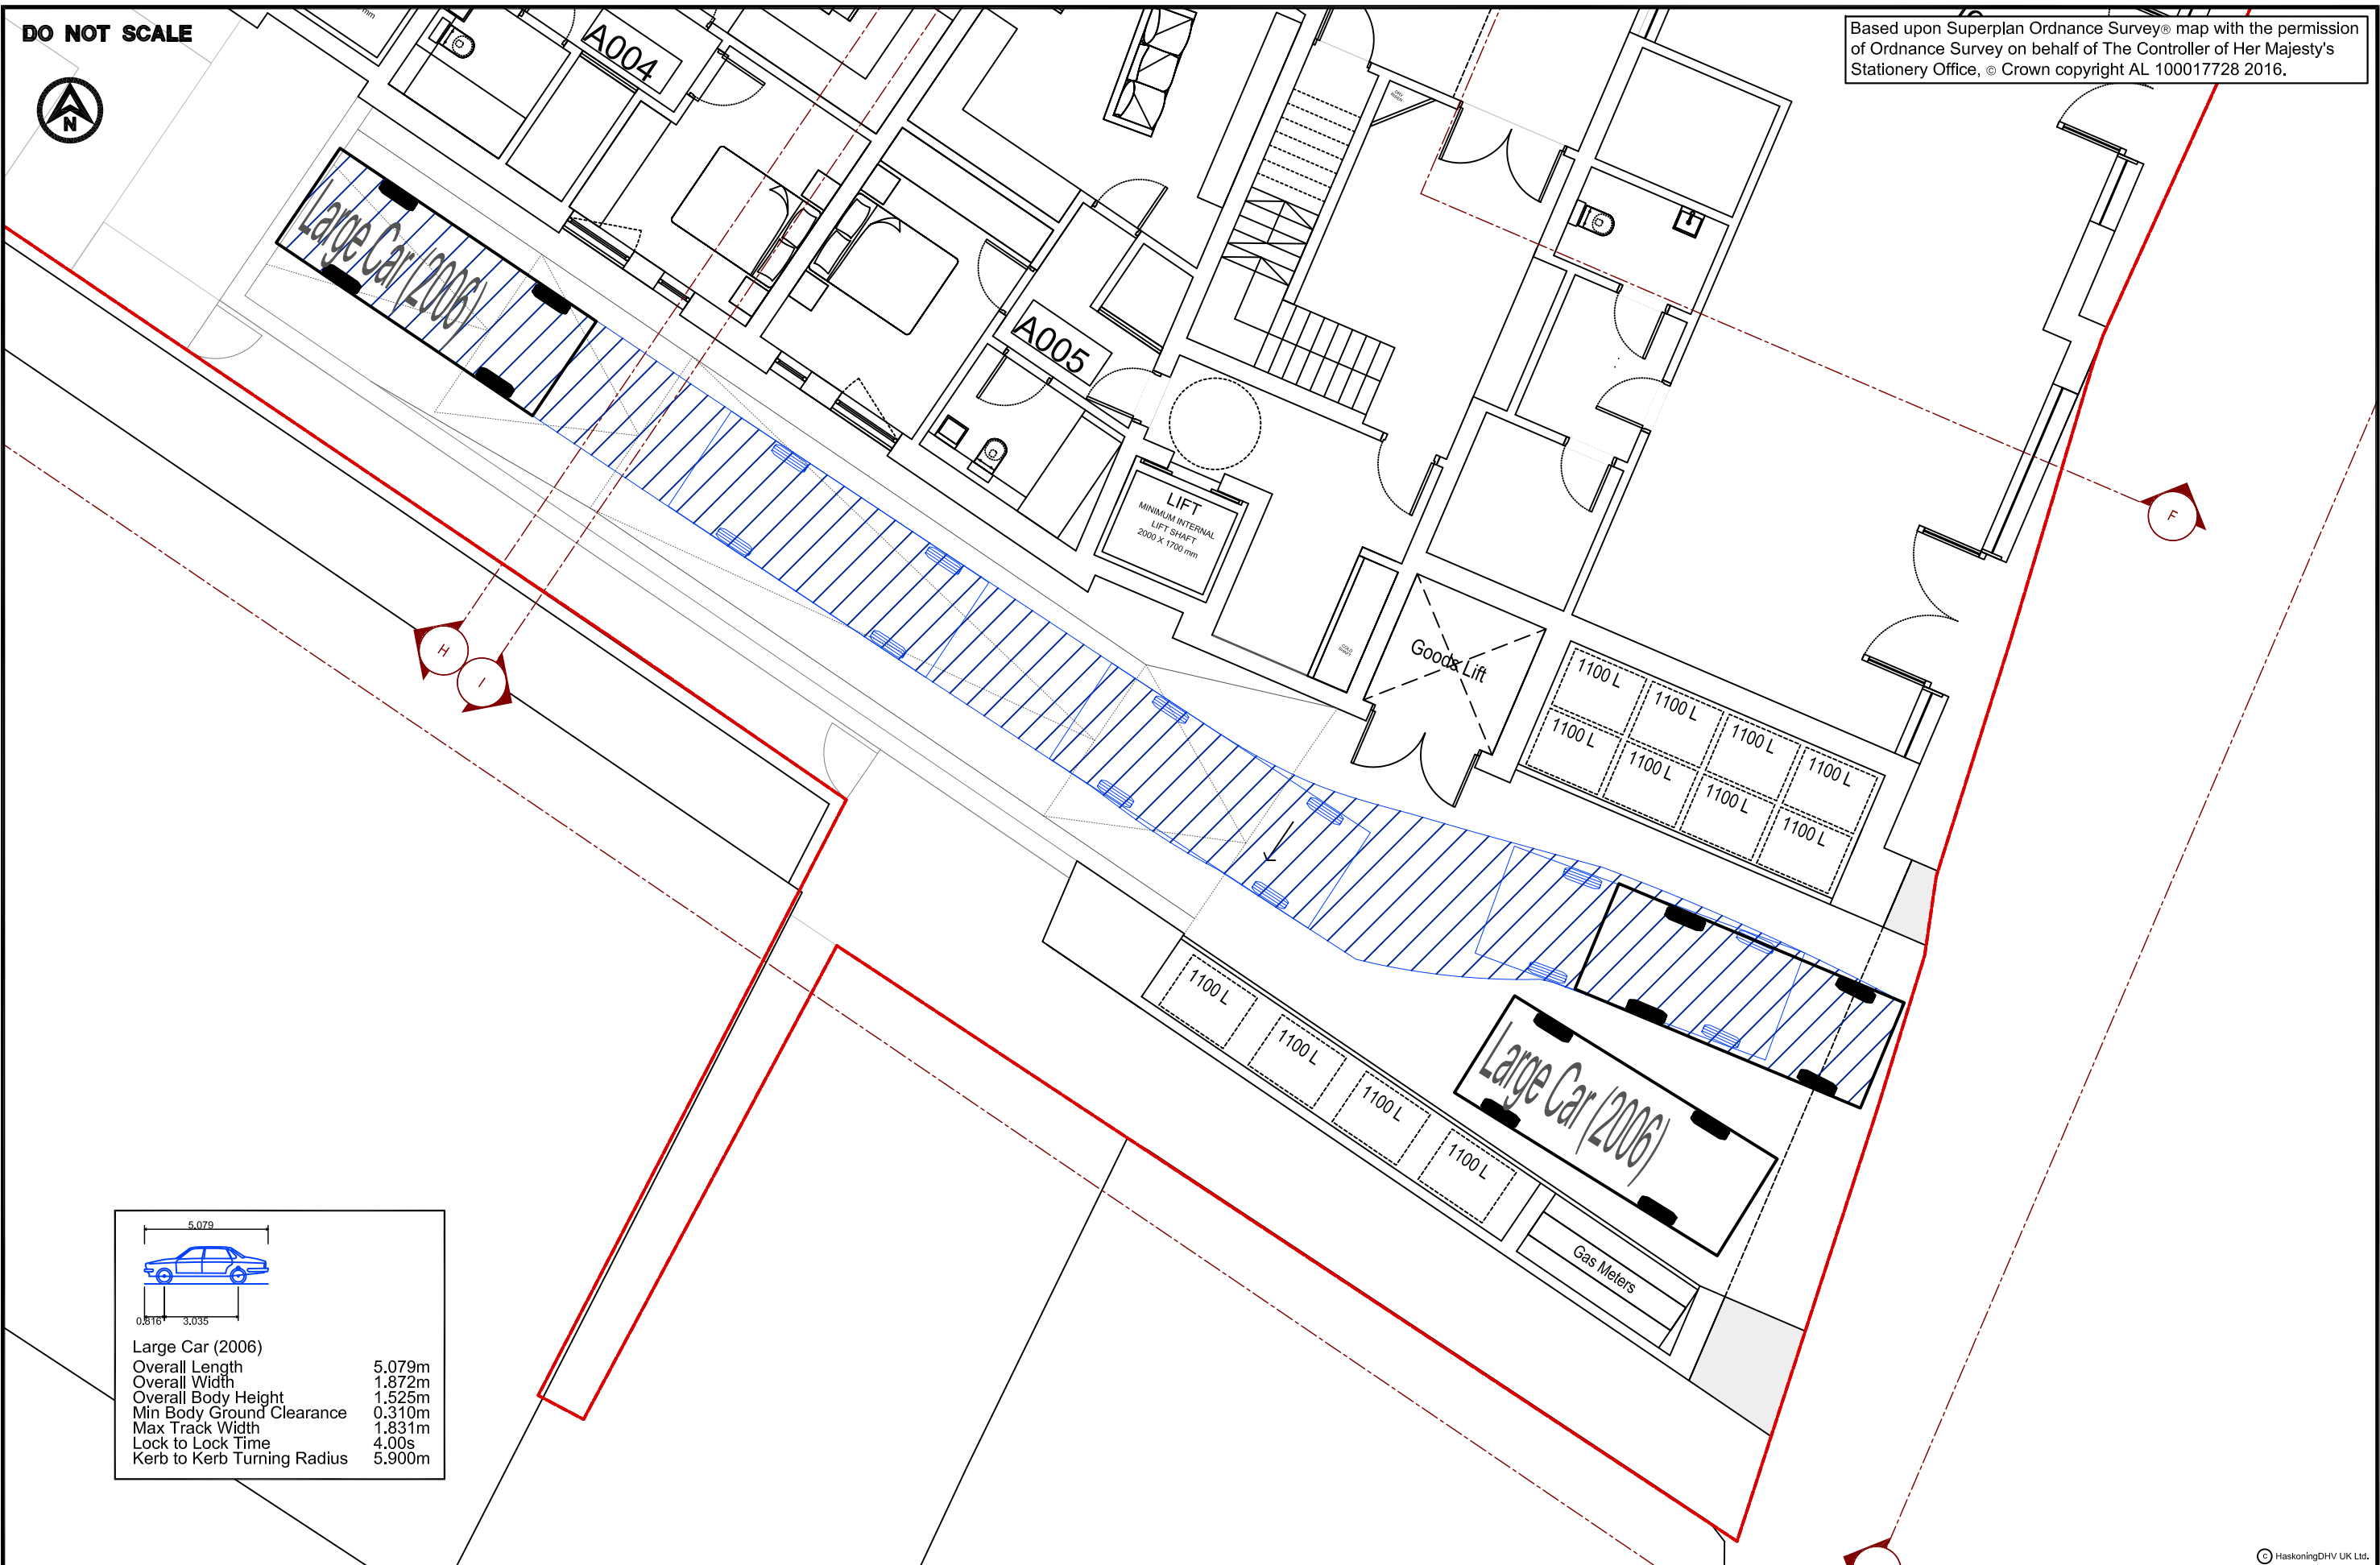 DO NOT SCALE
N
mm
A004
Based upon Superplan Ordnance Survey® map with the permission
of Ordnance Survey on behalf of The Controller of Her Majesty's
Stationery Office, © Crown copyright AL 100017728 2016.
DRY
RISER
Large Car (2006)
A005
LIFT
MINIMUM INTERNAL
LIFT SHAFT
2000 X 1700 mm
F
H
I
Goods Lift
COLD
SHAFT
1100 L
1100 L
1100 L
1100 L
1100 L
1100 L
1100 L
1100 L
1100 L
1100 L
1100 L
1100 L
Large Car (2006)
Gas Meters
5.079
0.816
3.035
Large Car (2006)
Overall Length 5.079m
Overall Width 1.872m
Overall Body Height 1.525m
Min Body Ground Clearance 0.310m
Max Track Width 1.831m
Lock to Lock Time 4.00s
Kerb to Kerb Turning Radius 5.900m
© HaskoningDHV UK Ltd.